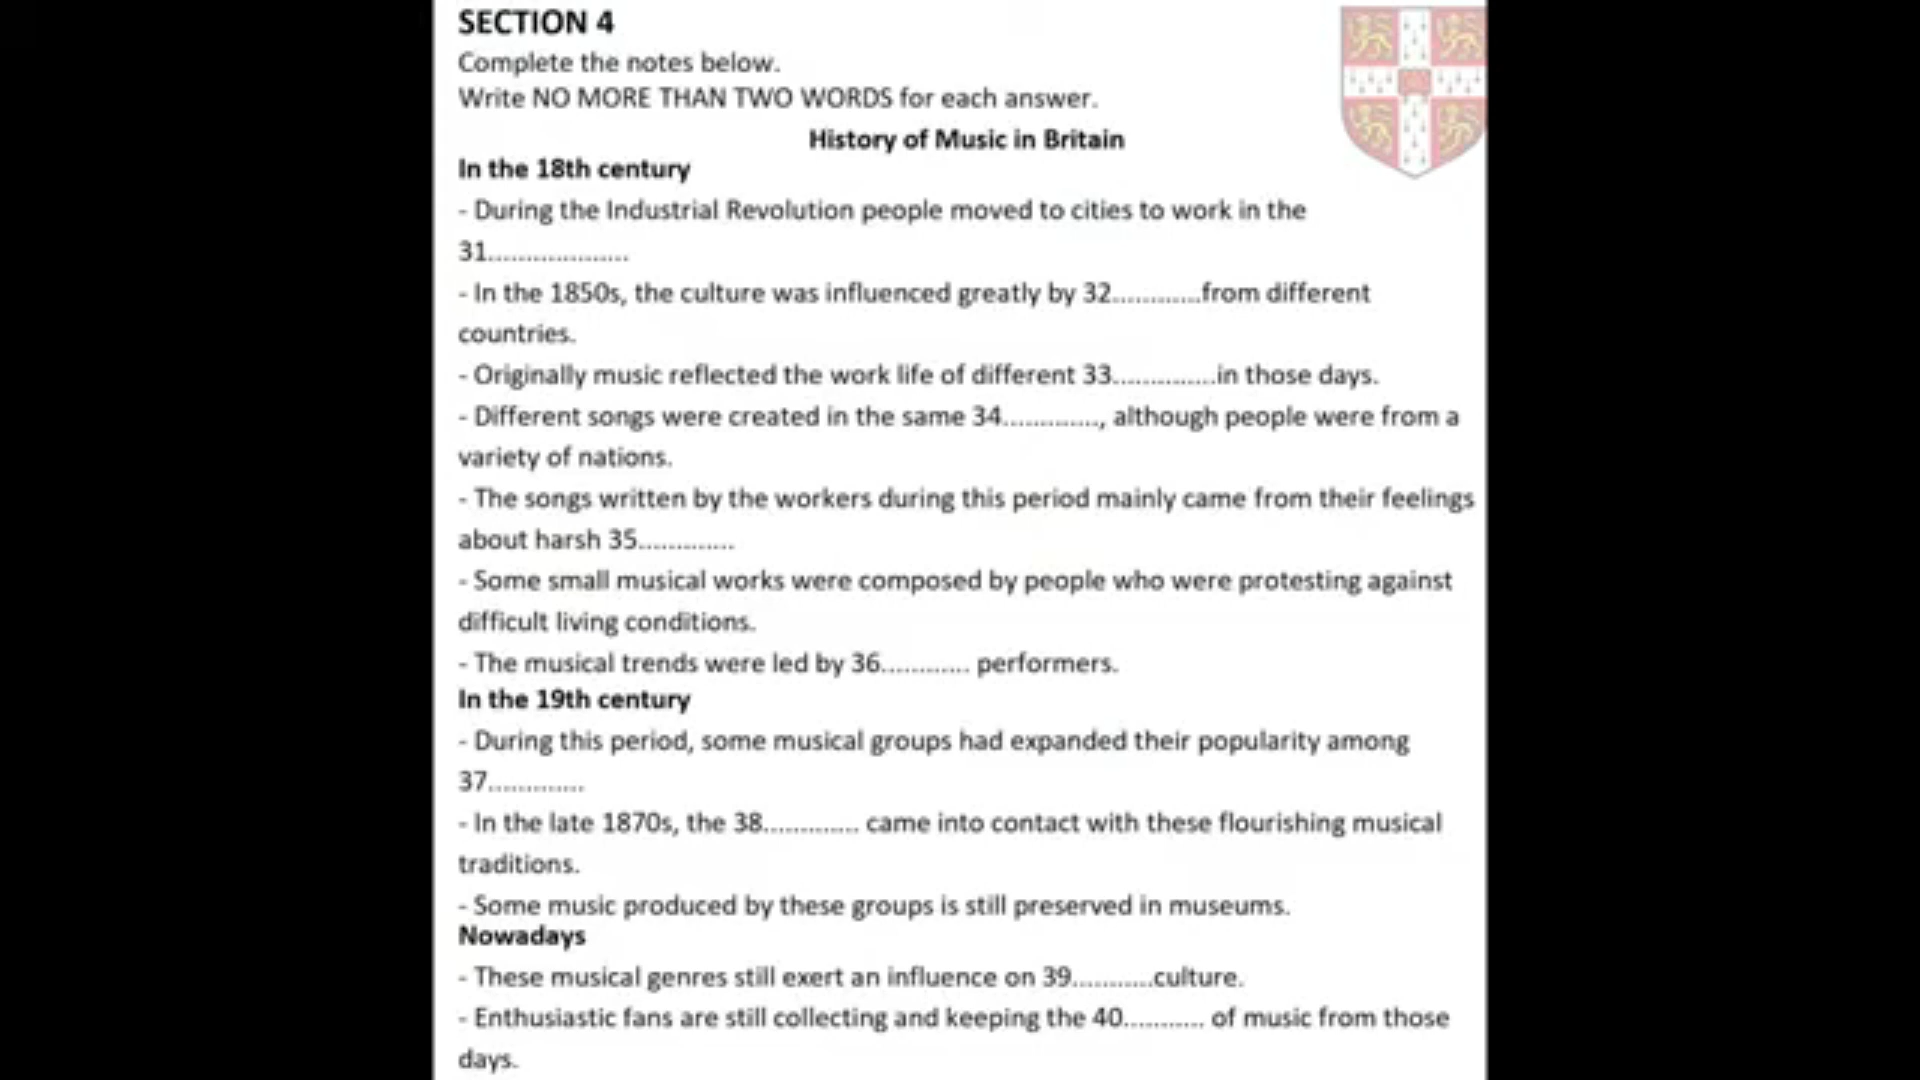 SECTION 4
Complete the notes below.
Write NO MORE THAN TWO WORDS for each answer.
History of Music in Britain
In the 18th century
- During the Industrial Revolution people moved to cities to work in the
31....................
- In the 1850s, the culture was influenced greatly by 32.............from different
countries.
- Originally music reflected the work life of different 33...............in those days.
- Different songs were created in the same 34.............., although people were from a
variety of nations.
- The songs written by the workers during this period mainly came from their feelings
about harsh 35..............
- Some small musical works were composed by people who were protesting against
difficult living conditions.
- The musical trends were led by 36............. performers.
In the 19th century
- During this period, some musical groups had expanded their popularity among
37..............
- In the late 1870s, the 38.............. came into contact with these flourishing musical
traditions.
- Some music produced by these groups is still preserved in museums.
Nowadays
- These musical genres still exert an influence on 39............culture.
- Enthusiastic fans are still collecting and keeping the 40............ of music from those
days.